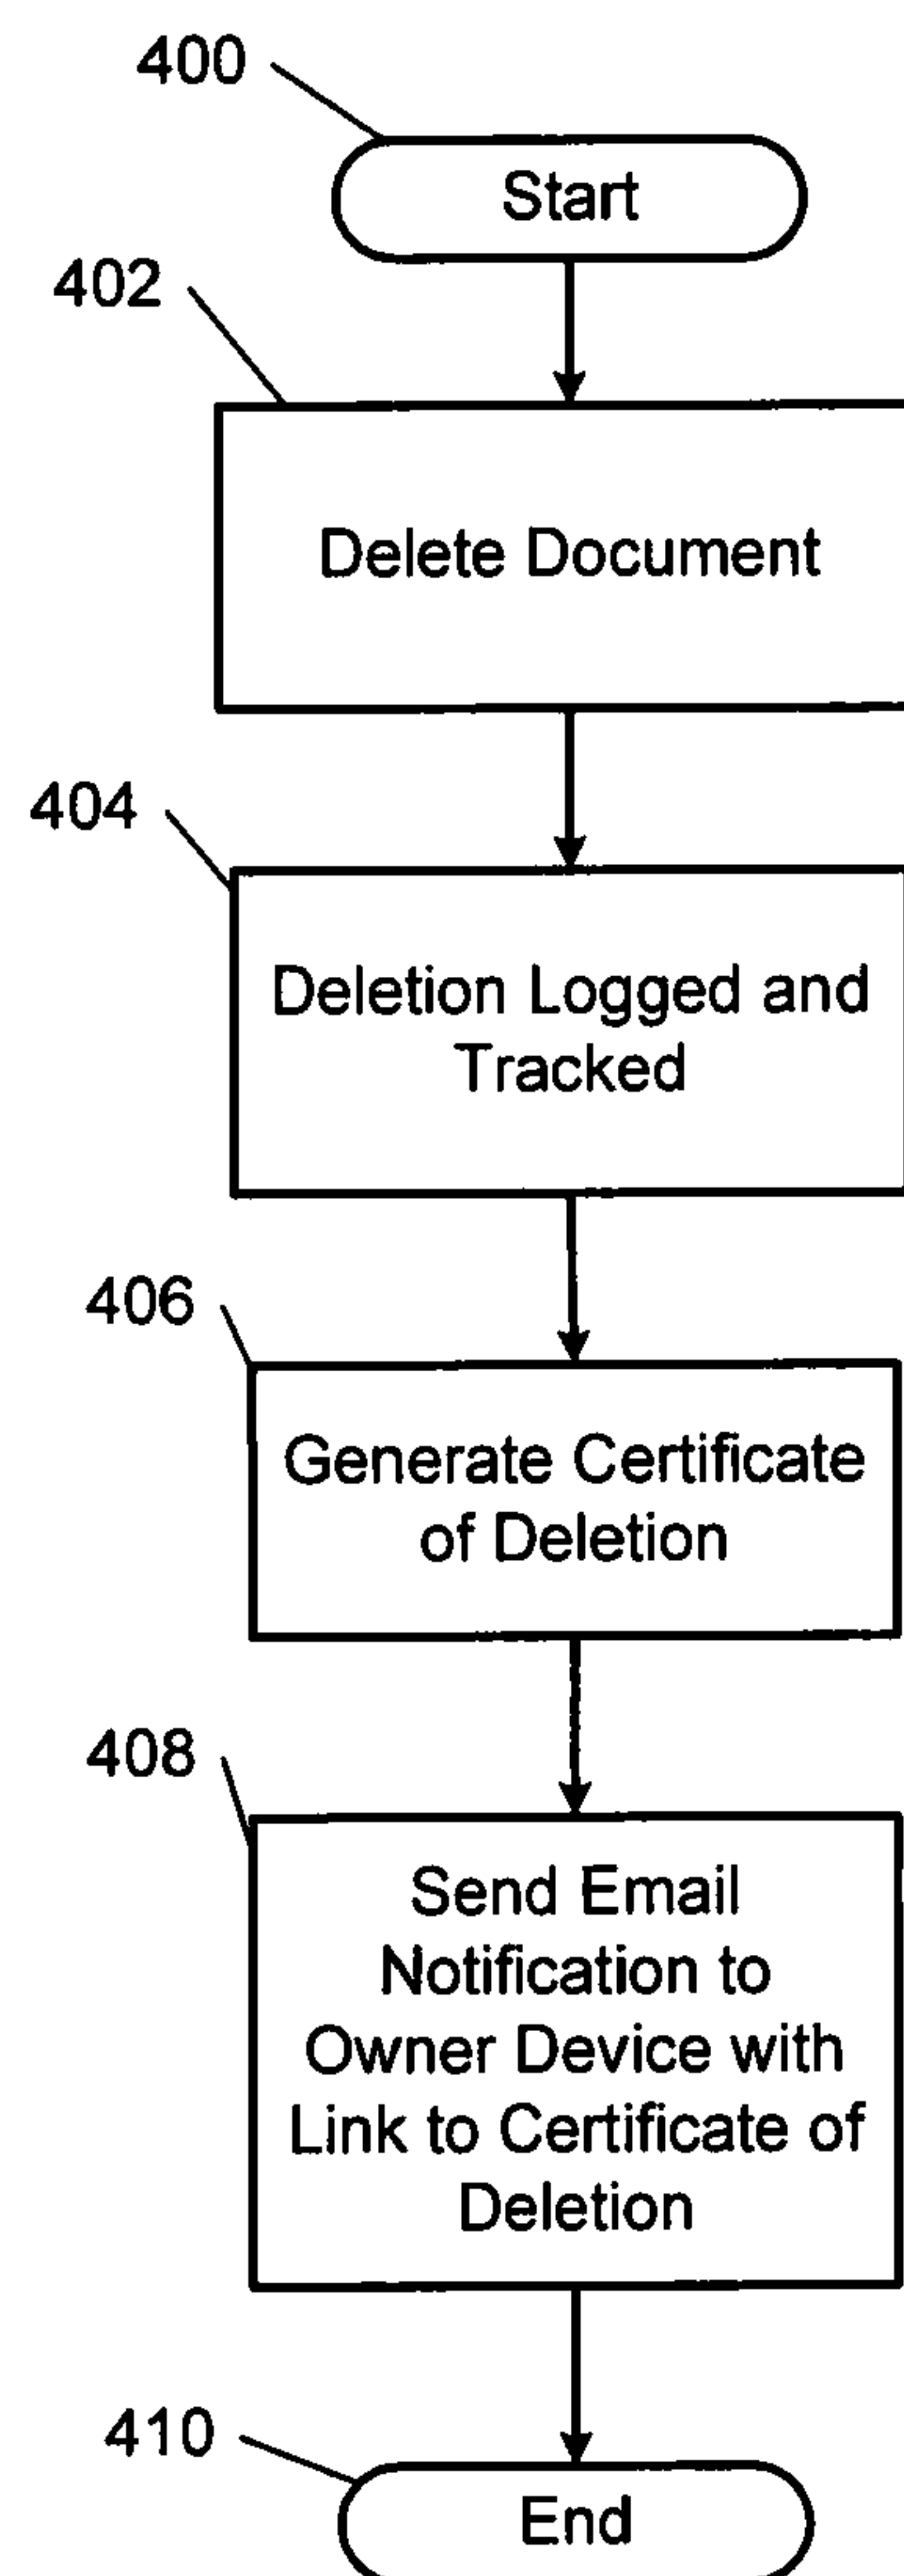 400
Start
402
Delete Document
404
Deletion Logged and
Tracked
406
Generate Certificate
of Deletion
408
Send Email
Notification to
Owner Device with
Link to Certificate of
Deletion
410
End